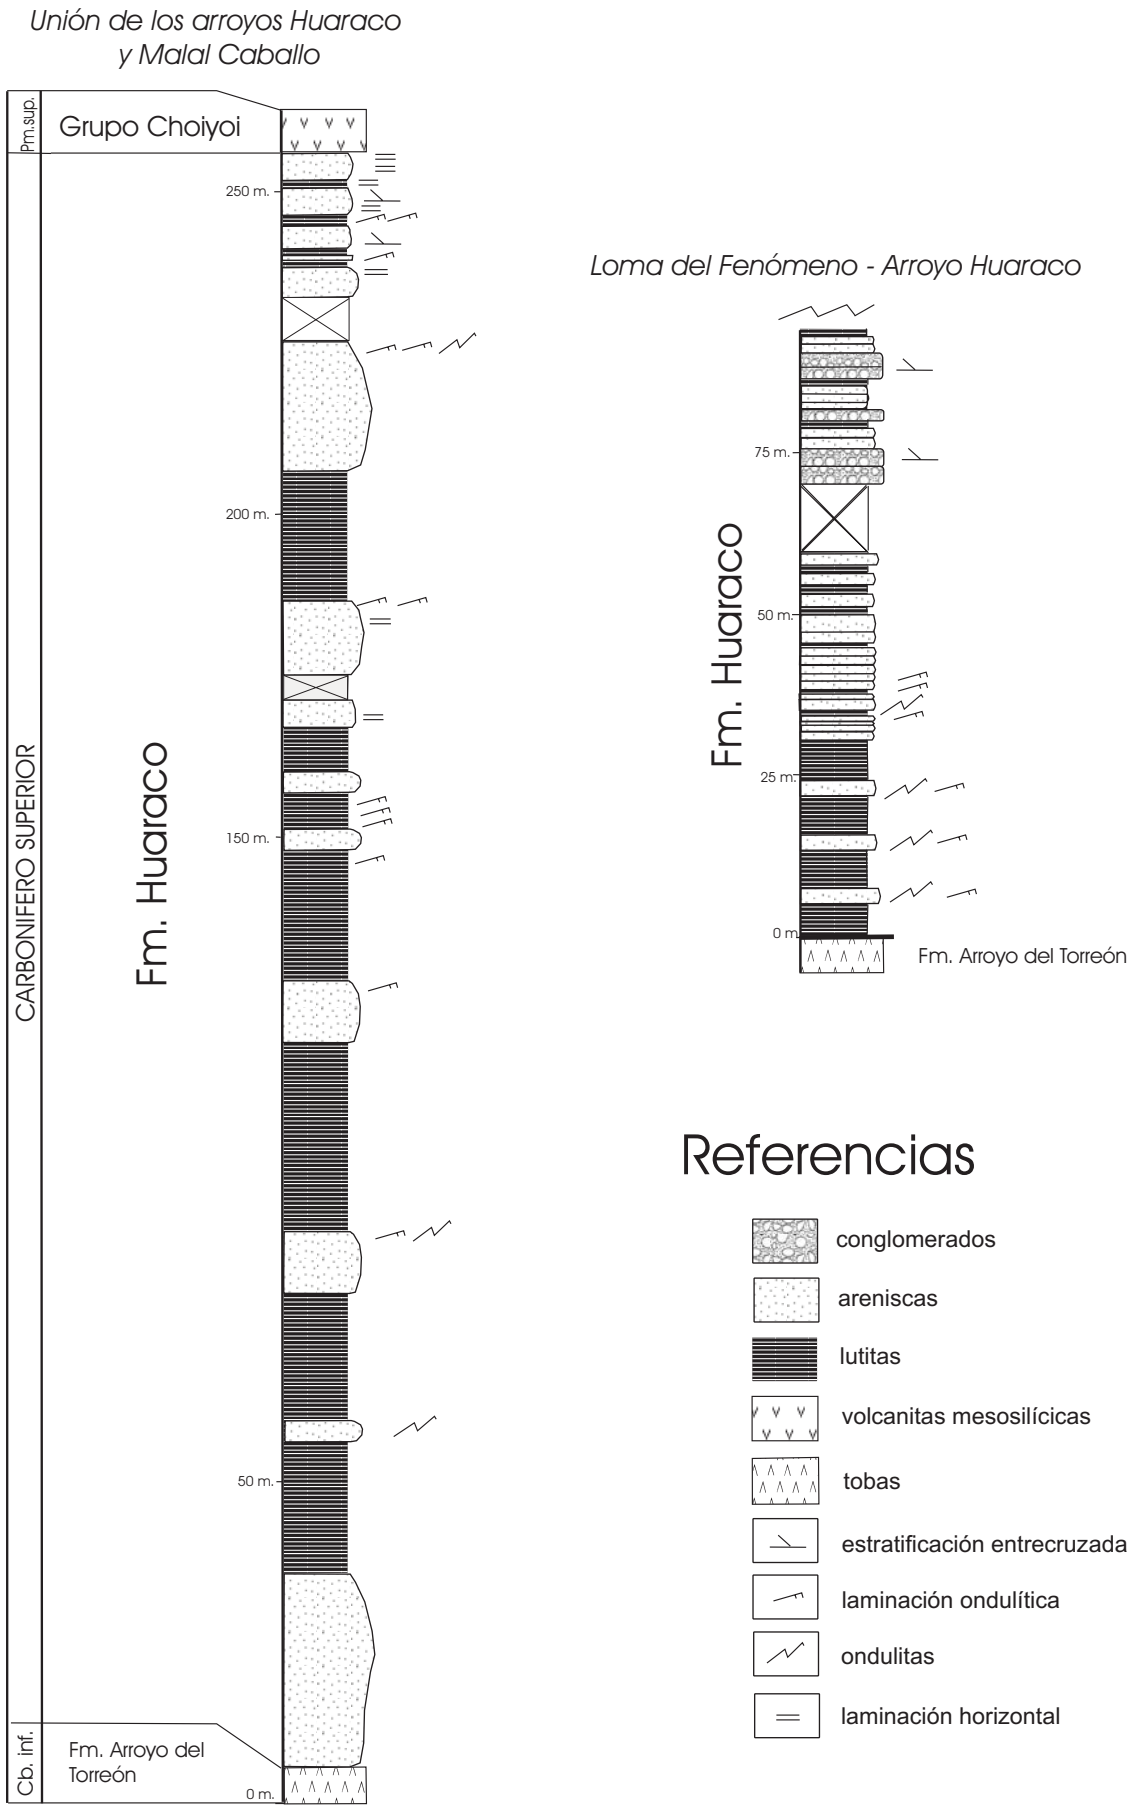 Unión de los arroyos Huaraco
y Malal Caballo
Pm.sup.
Grupo Choiyoi
250 m.
200 m.
150 m.
50 m.
0 m.
CARBONIFERO SUPERIOR
Fm. Huaraco
Cb. inf.
Fm. Arroyo del
Torreón
Loma del Fenómeno - Arroyo Huaraco
75 m.
50 m.
25 m.
0 m
Fm. Huaraco
Fm. Arroyo del Torreón
Referencias
conglomerados
areniscas
lutitas
volcanitas mesosilícicas
tobas
estratificación entrecruzada
laminación ondulítica
ondulitas
laminación horizontal